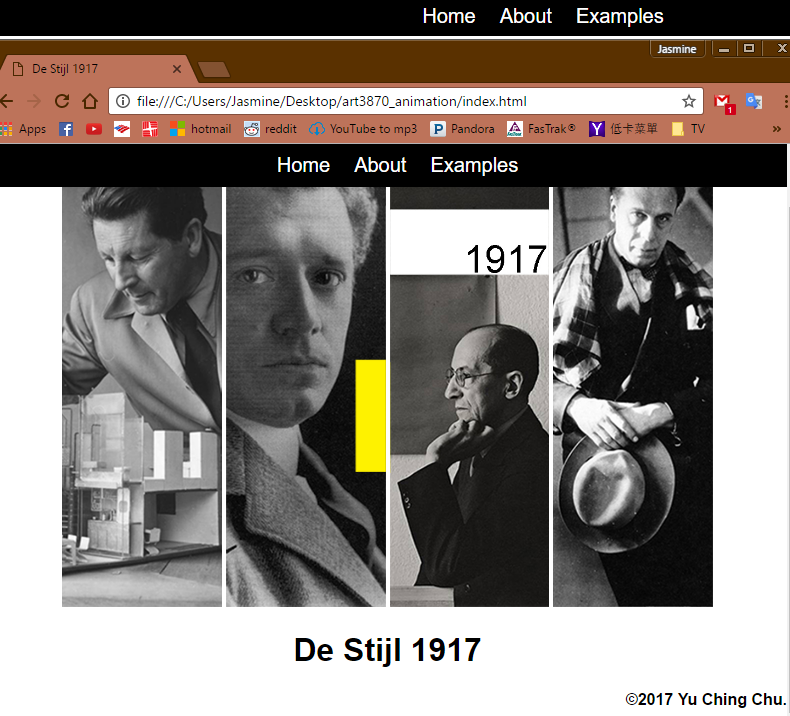 Home About Examples
Jasmine
De Stijl 1917
file:///C:/Users/Jasmine/Desktop/art3870_animation/index.html
1
Apps hotmail reddit YouTube to mp3 P Pandora FasTrak® Y 低卡菜單 TV »
Home About Examples
1917
De Stijl 1917
©2017 Yu Ching Chu.